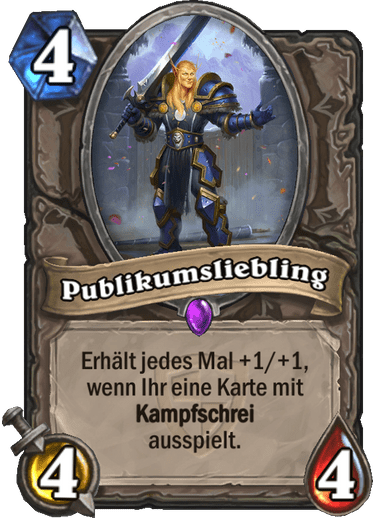 4
Publikumsliebling
Erhält jedes Mal +1/+1,
wenn Ihr eine Karte mit
Kampfschrei
ausspielt.
4
4